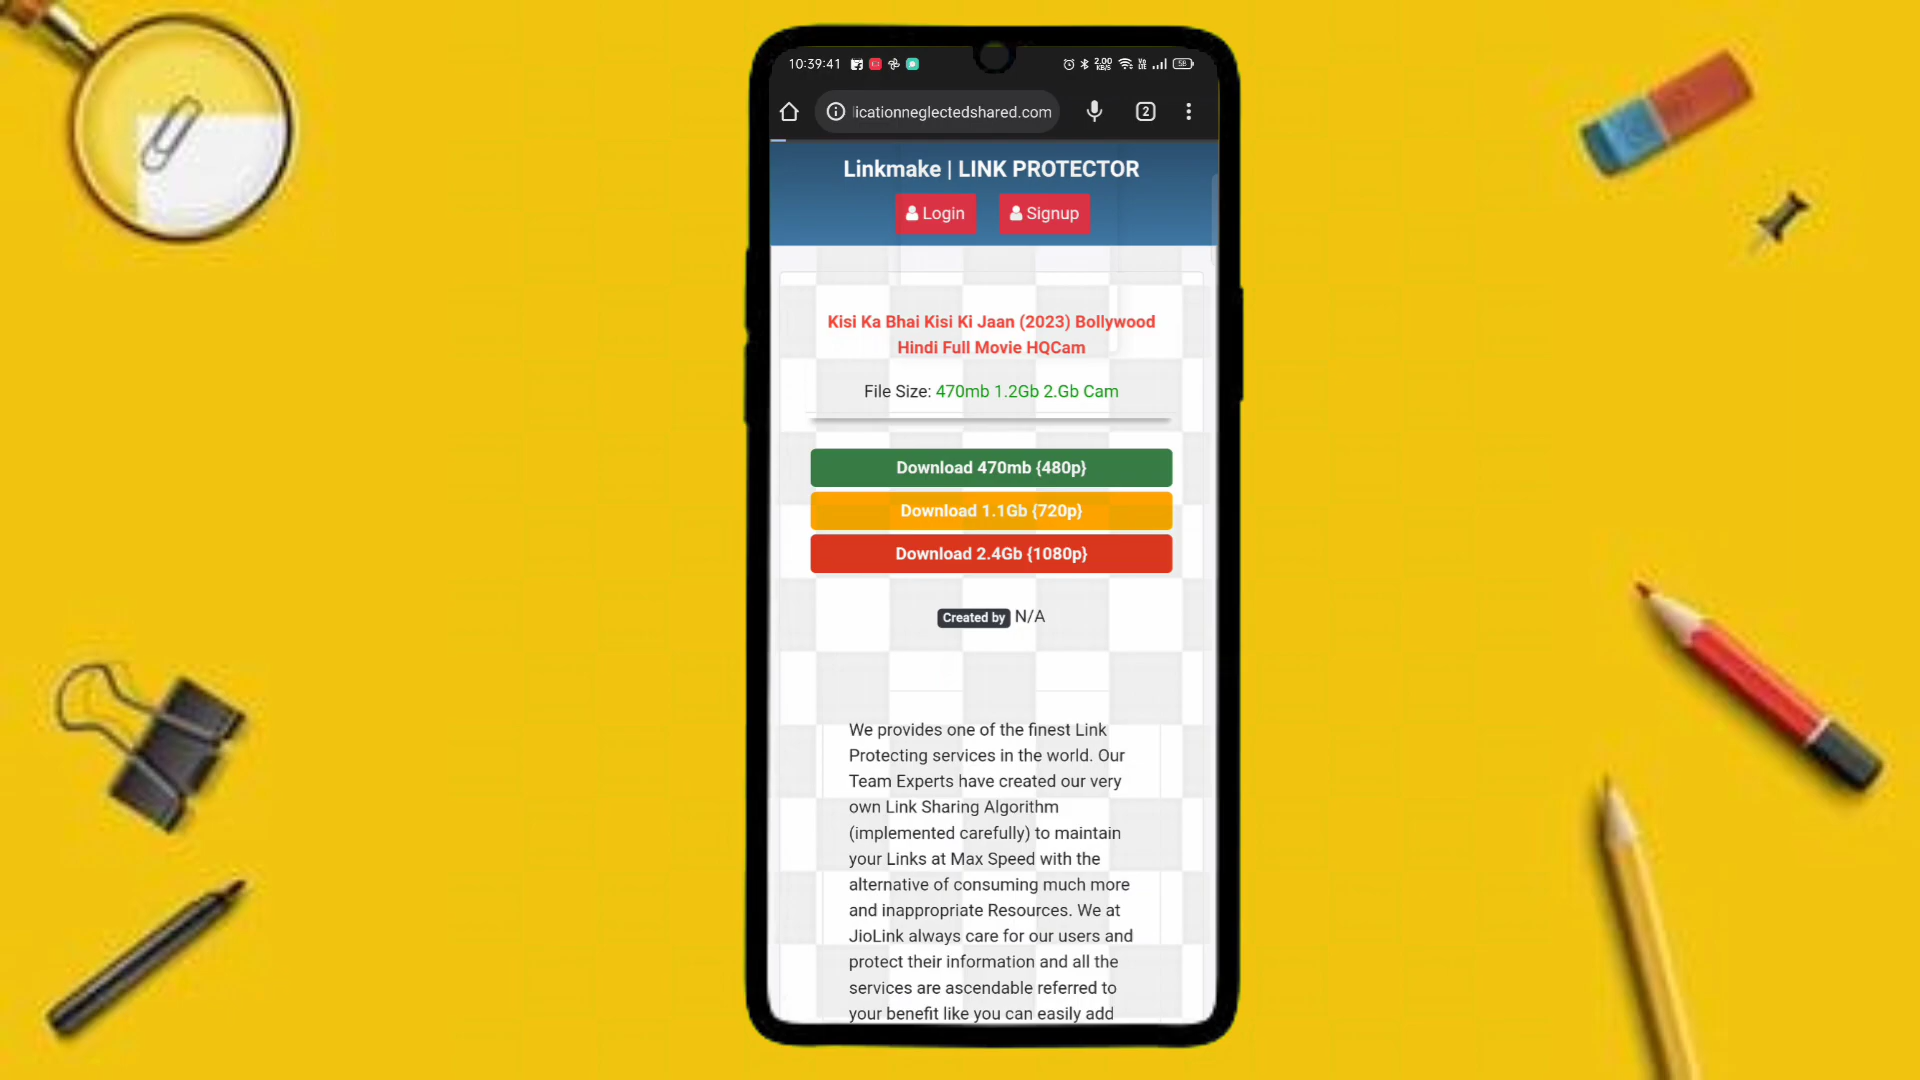 10:39:41 2.00 KB/S 58
icationneglectedshared.com 2
Linkmake | LINK PROTECTOR
Login Signup
Kisi Ka Bhai Kisi Ki Jaan (2023) Bollywood
Hindi Full Movie HQCam
File Size: 470mb 1.2Gb 2.Gb Cam
Download 470mb {480p}
Download 1.1Gb {720p}
Download 2.4Gb {1080p}
Created by N/A
We provides one of the finest Link
Protecting services in the world. Our
Team Experts have created our very
own Link Sharing Algorithm
(implemented carefully) to maintain
your Links at Max Speed with the
alternative of consuming much more
and inappropriate Resources. We at
JioLink always care for our users and
protect their information and all the
services are ascendable referred to
your benefit like you can easily add